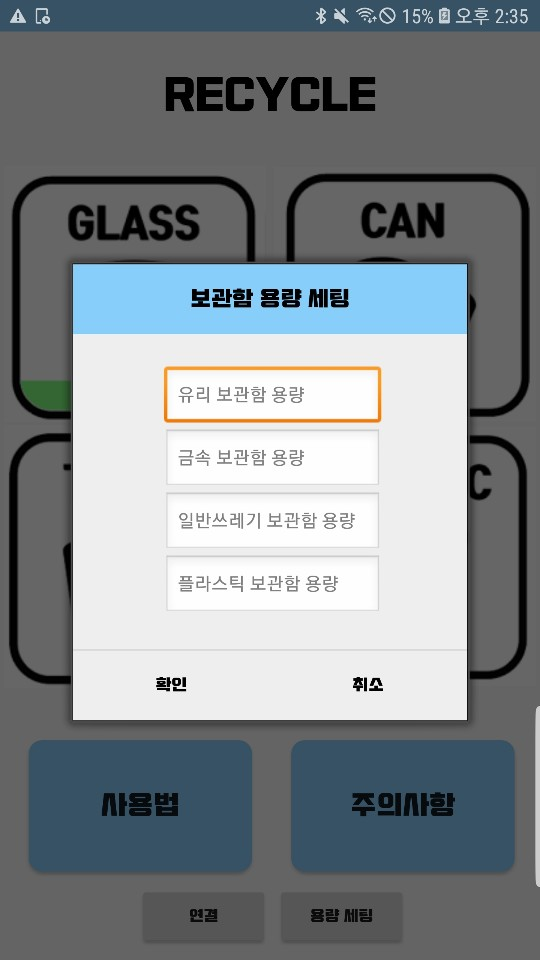 15% 오후 2:35
RECYCLE
GLASS
CAN
보관함 용량 세팅
유리 보관함 용량
금속 보관함 용량
일반쓰레기 보관함 용량
플라스틱 보관함 용량
확인
취소
사용법
주의사항
연결
용량 세팅